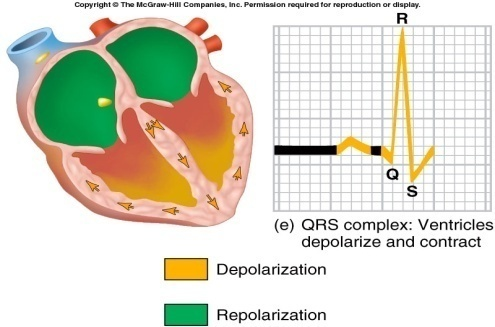 Copyright © The McGraw-Hill Companies, Inc. Permission required for reproduction or display.
R
Q
S
(e) QRS complex: Ventricles
depolarize and contract
Depolarization
Repolarization